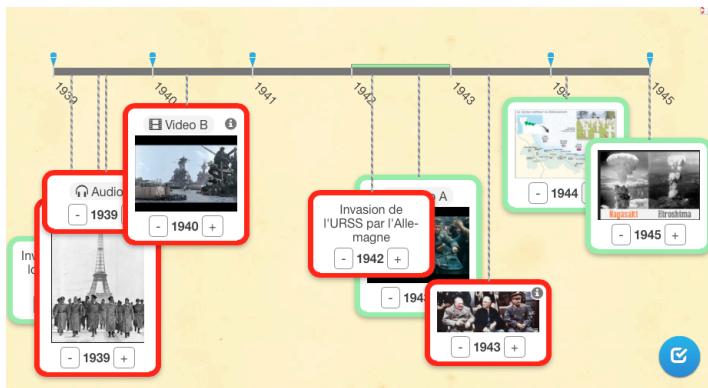 1939
1940
1941
1942
1943
1945
Video B
- 1940 +
Audio
- 1939
- 1939 +
Invasion de
l'URSS par l'Alle-
magne
- 1942 +
A
- 1943 +
- 1944
Nagasaki Hiroshima
- 1945 +